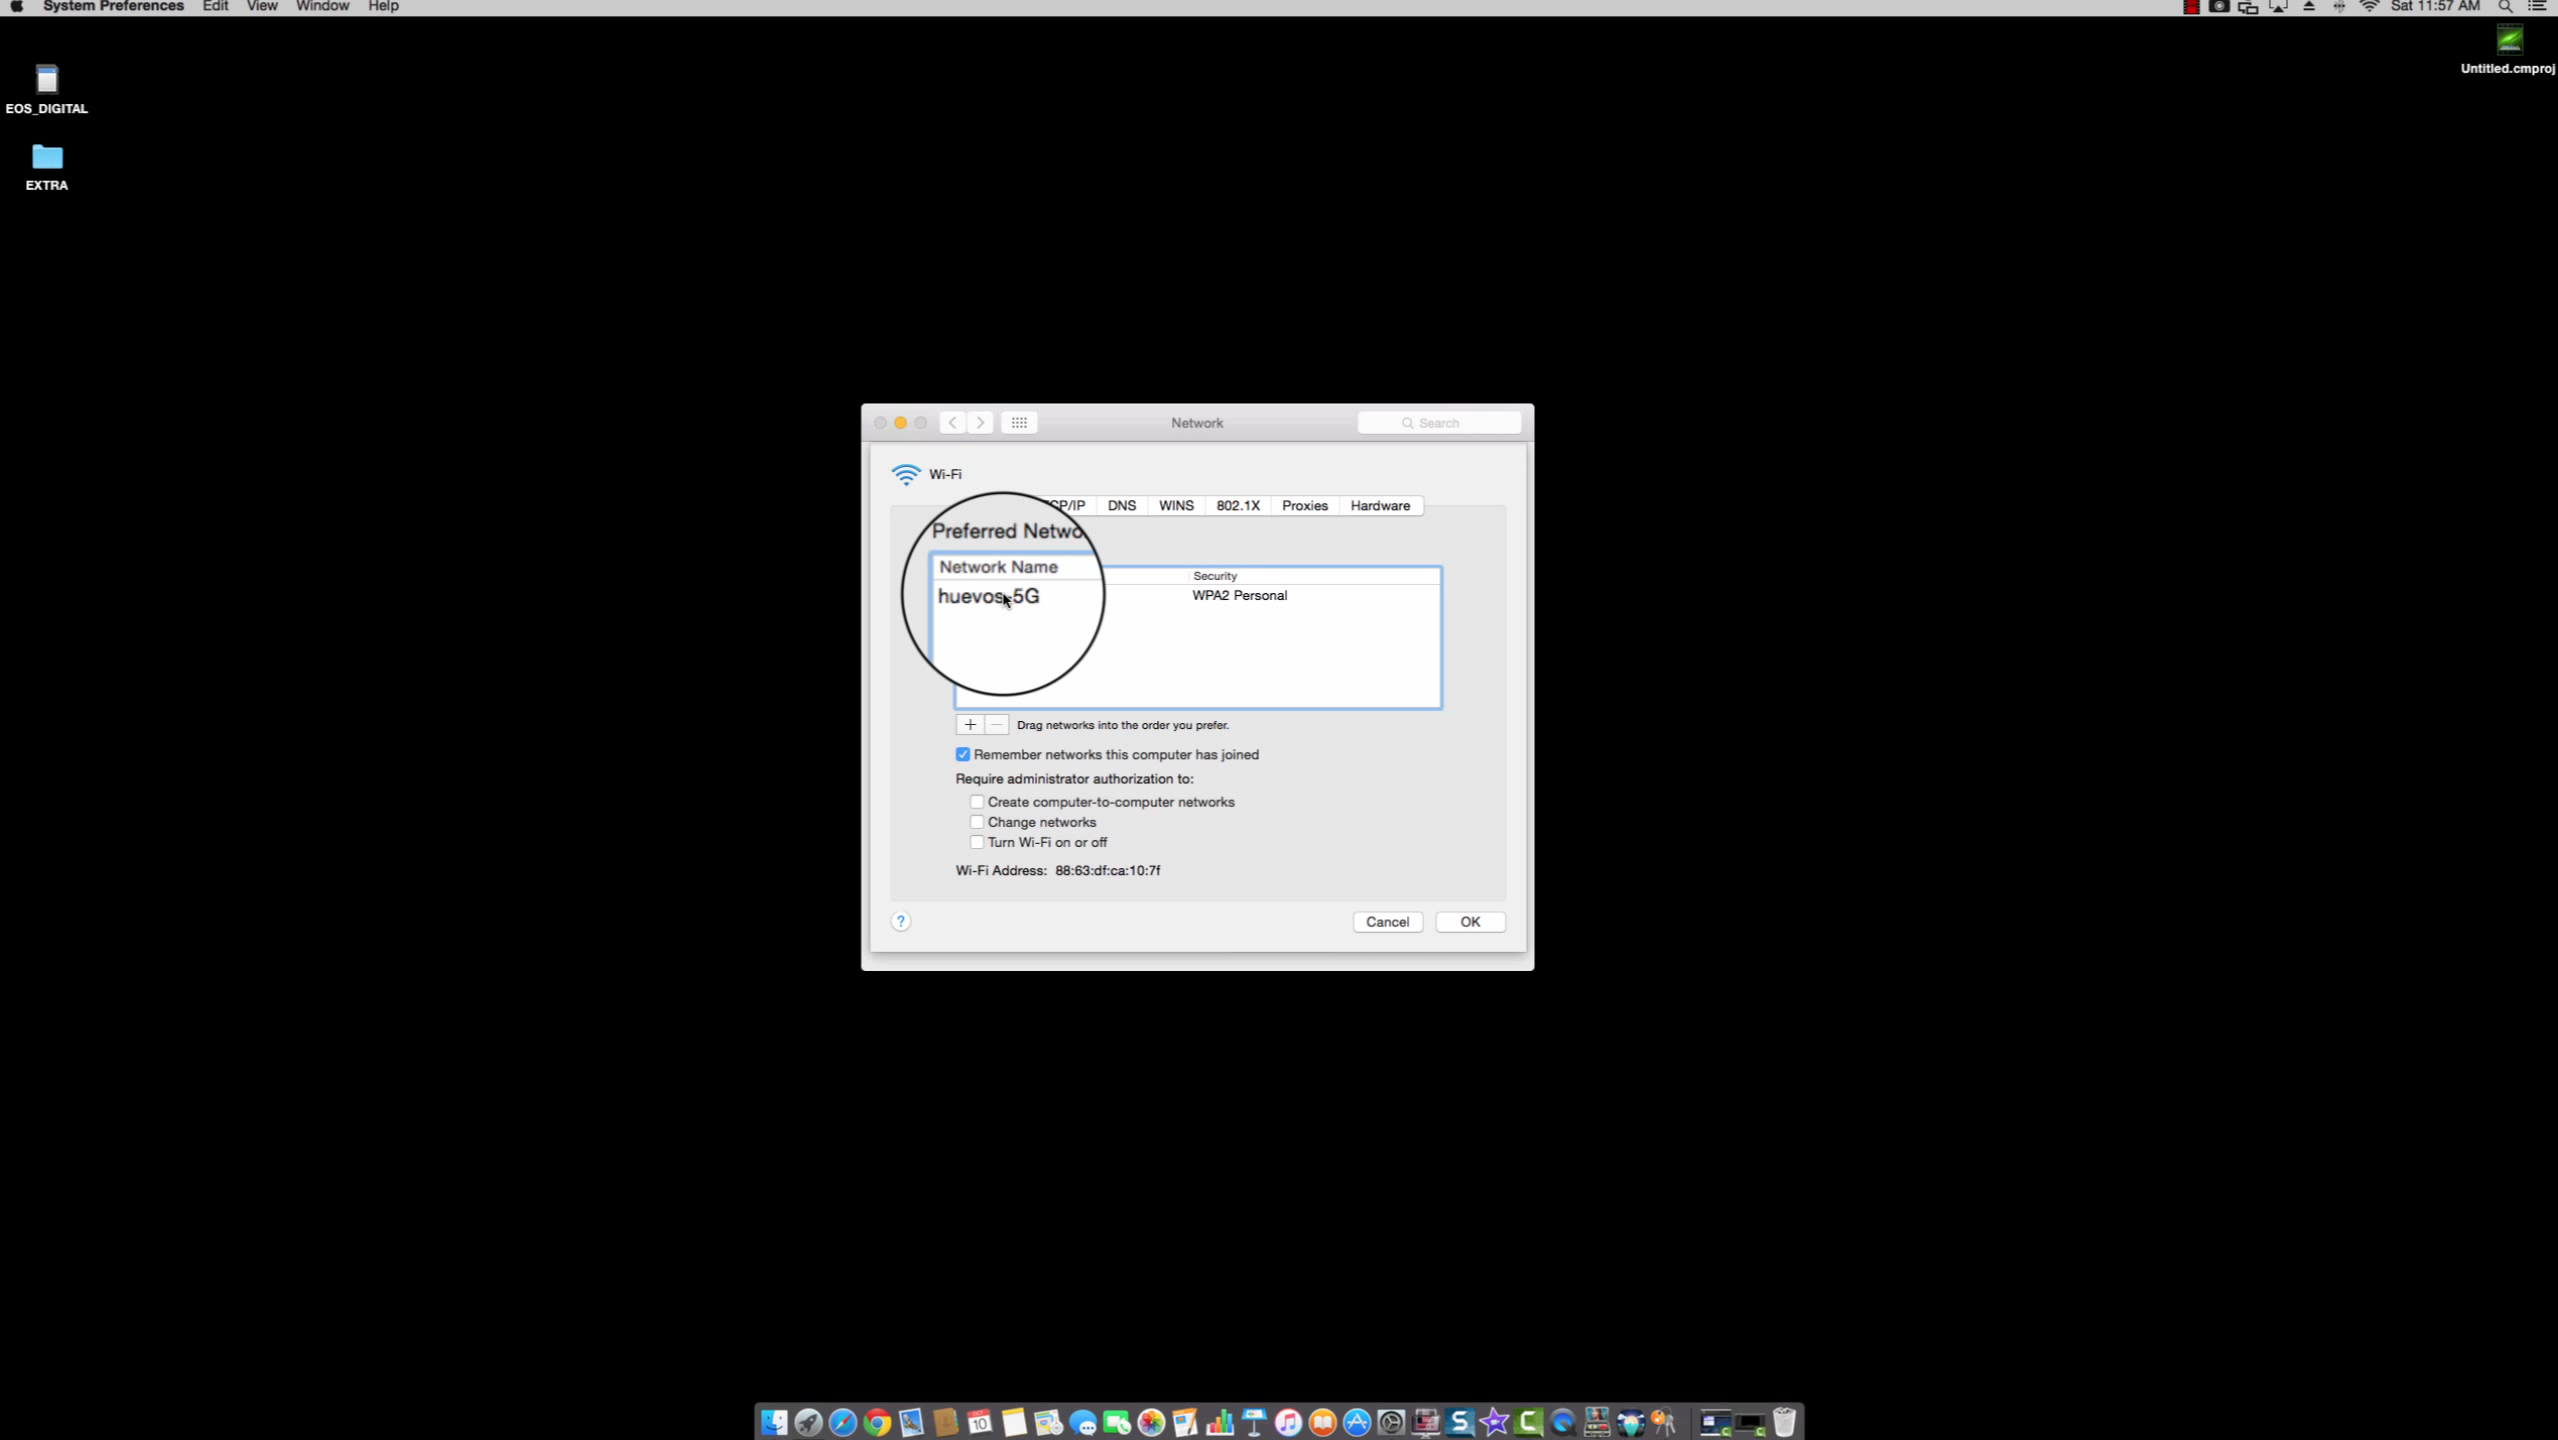 System Preferences Edit View Window Help
Sat 11:57 AM
Untitled.cmproj
EOS_DIGITAL
EXTRA
Network
Search
Wi-Fi
CP/IP DNS WINS 802.1X Proxies Hardware
Preferred Netwo
Network Name
Security
huevos-5G
WPA2 Personal
+ − Drag networks into the order you prefer.
Remember networks this computer has joined
Require administrator authorization to:
Create computer-to-computer networks
Change networks
Turn Wi-Fi on or off
Wi-Fi Address: 88:63:df:ca:10:7f
?
Cancel
OK
10